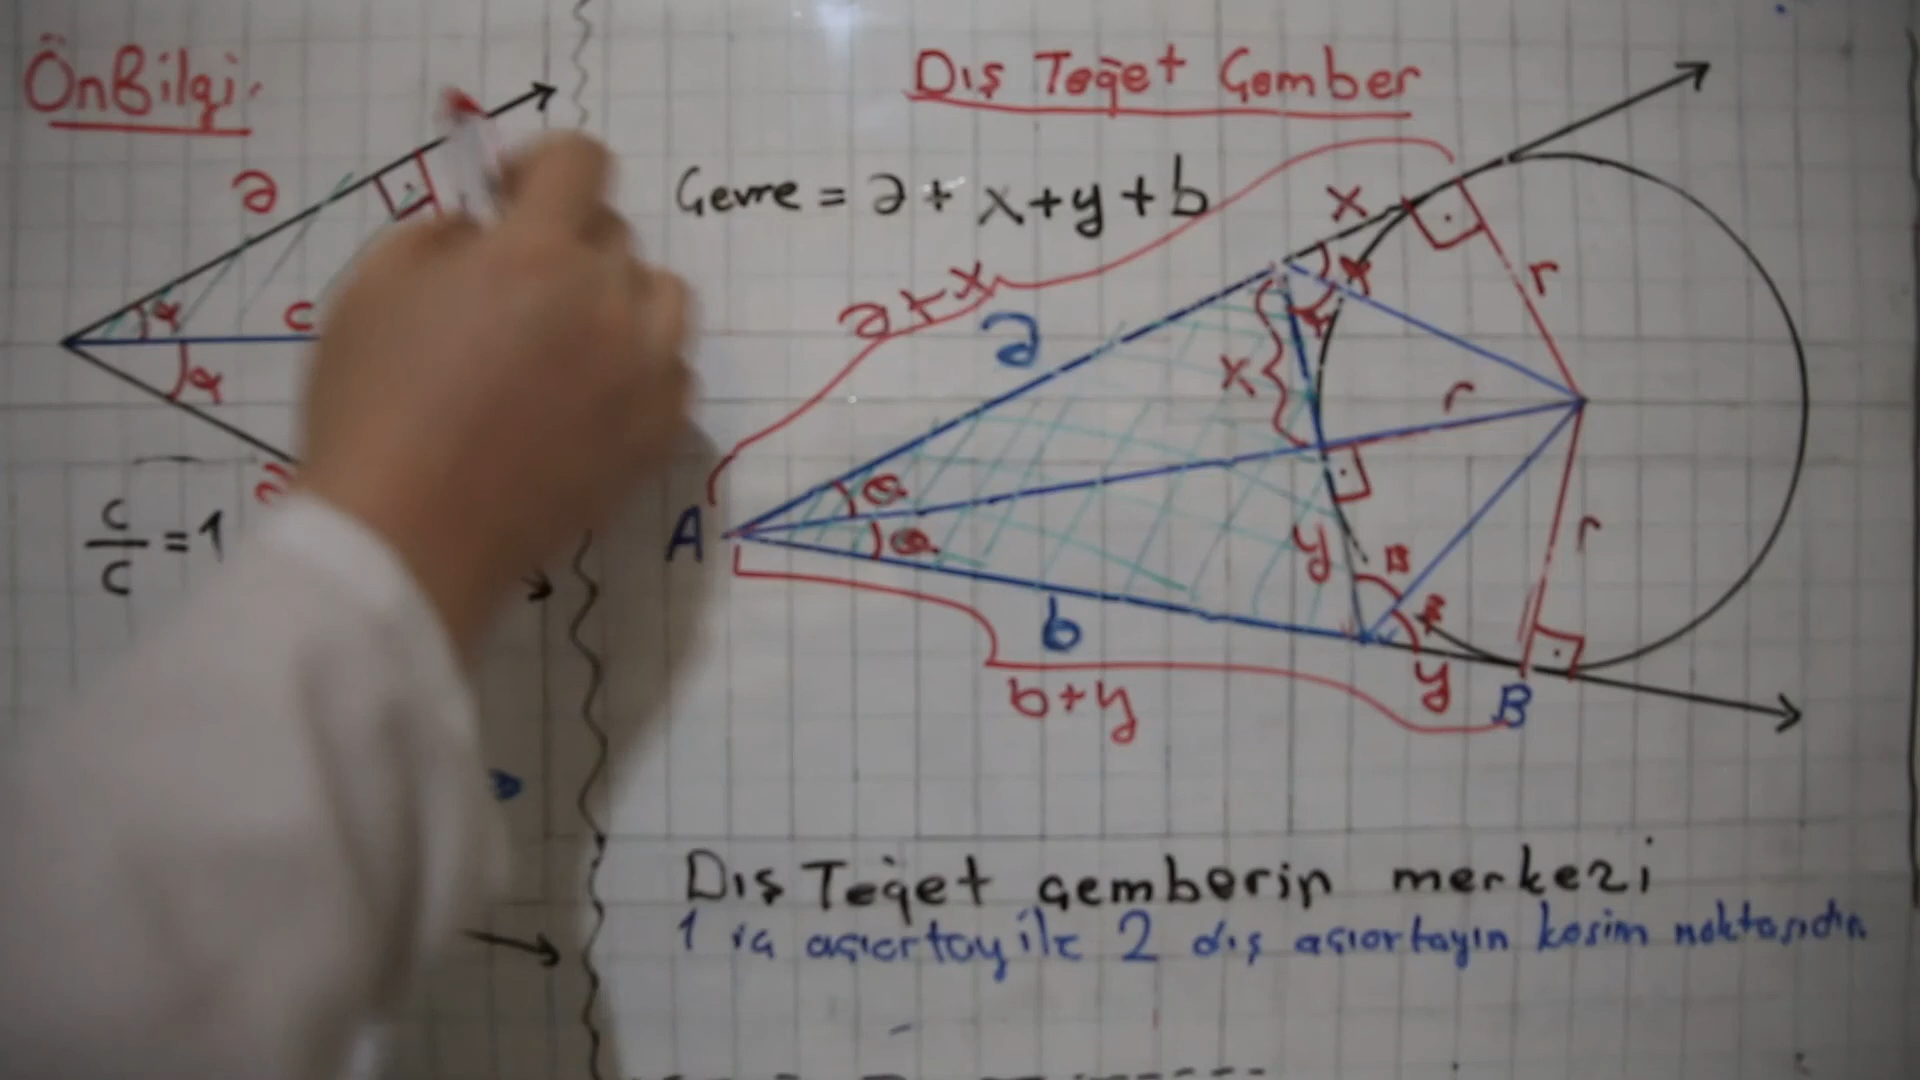 ÖnBilgi.
a
α
c
α
c/c = 1
Dış Teğet Çember
Çevre = a + x + y + b
a + x
a
x
α
α
r
x
r
A
θ
θ
y
B
r
b
y
B
b + y
Dış Teğet çemberin merkezi
1 iç açıortay ile 2 dış açıortayın kesim noktasıdır.